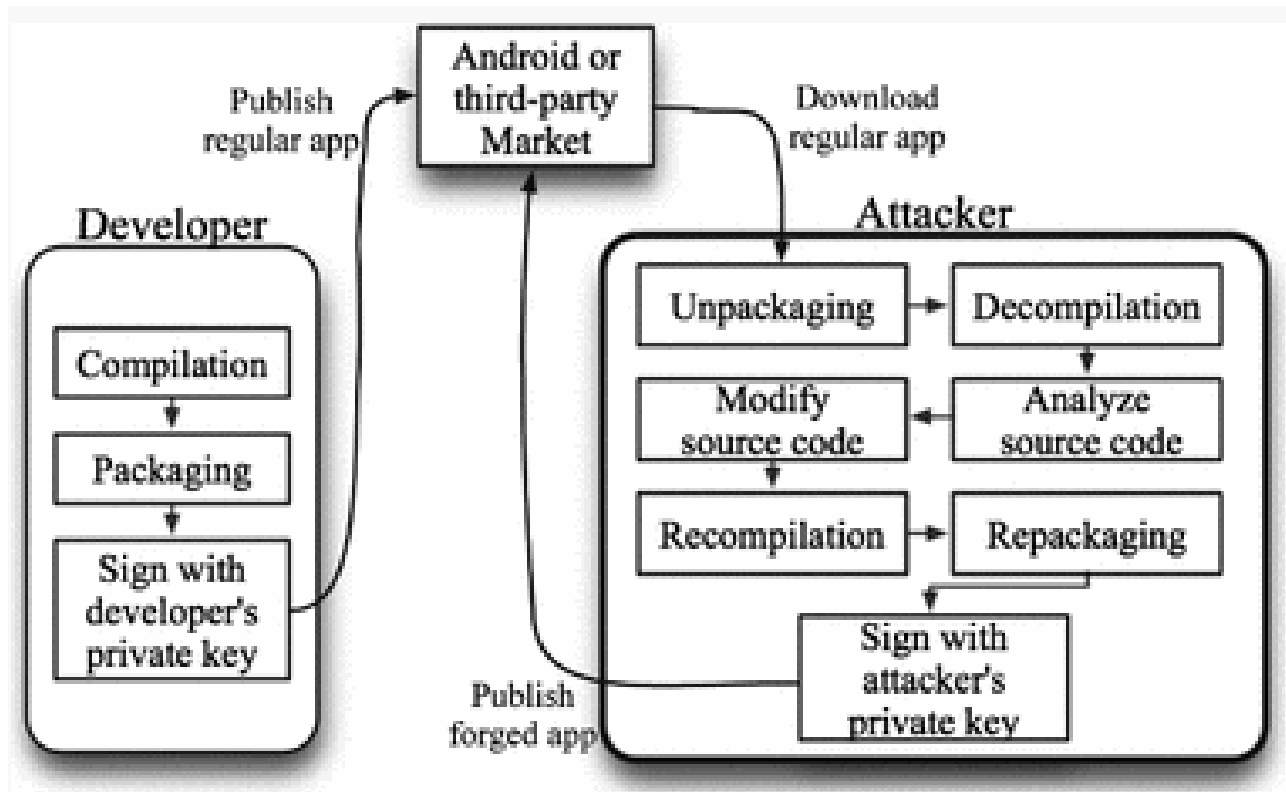 Android or
third-party
Market
Publish
regular app
Download
regular app
Developer
Compilation
Packaging
Sign with
developer's
private key
Attacker
Unpackaging
Decompilation
Modify
source code
Analyze
source code
Recompilation
Repackaging
Sign with
attacker's
private key
Publish
forged app